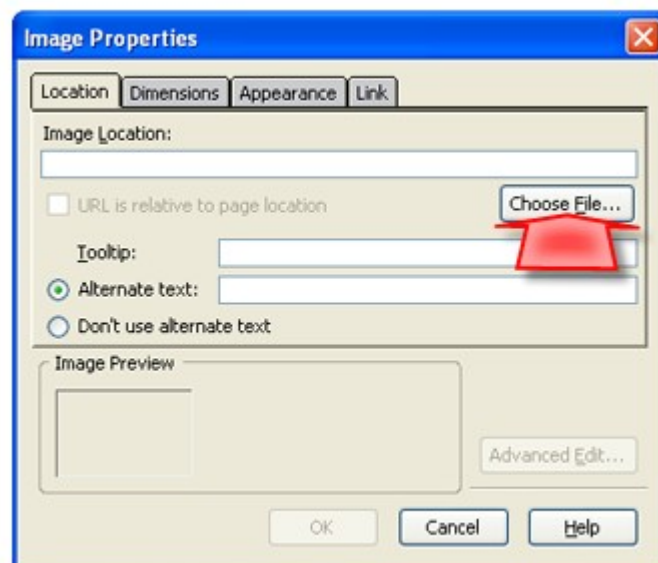 Image Properties
Location Dimensions Appearance Link
Image Location:
URL is relative to page location
Choose File...
Tooltip:
Alternate text:
Don't use alternate text
Image Preview
Advanced Edit...
OK Cancel Help